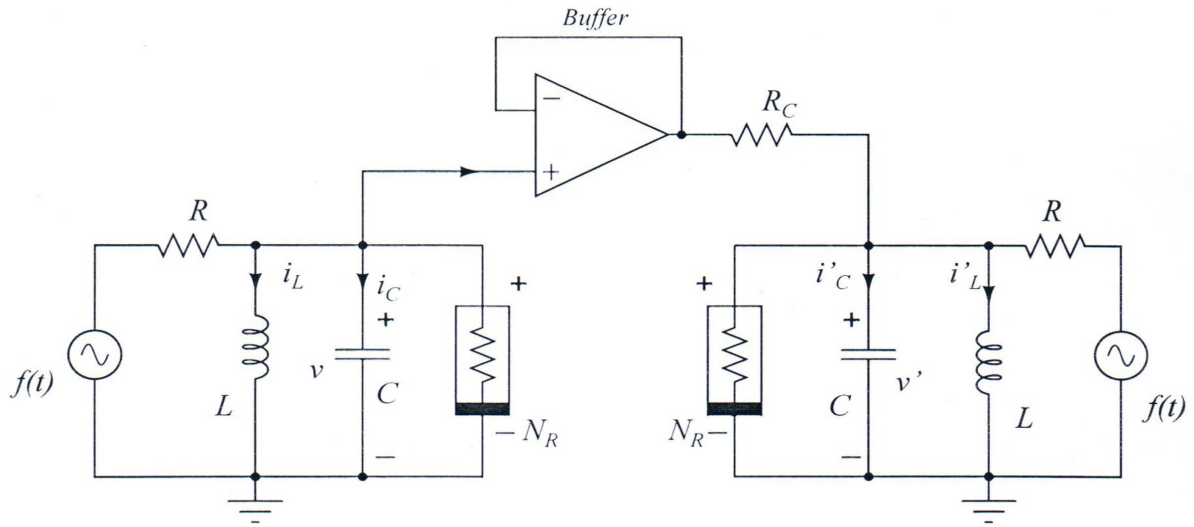 Buffer
−
+
R_C
R
i_L
i_C
+
+
v
C
L
f(t)
−
− N_R
R
+
i'_C
i'_L
+
v'
C
L
f(t)
N_R −
−